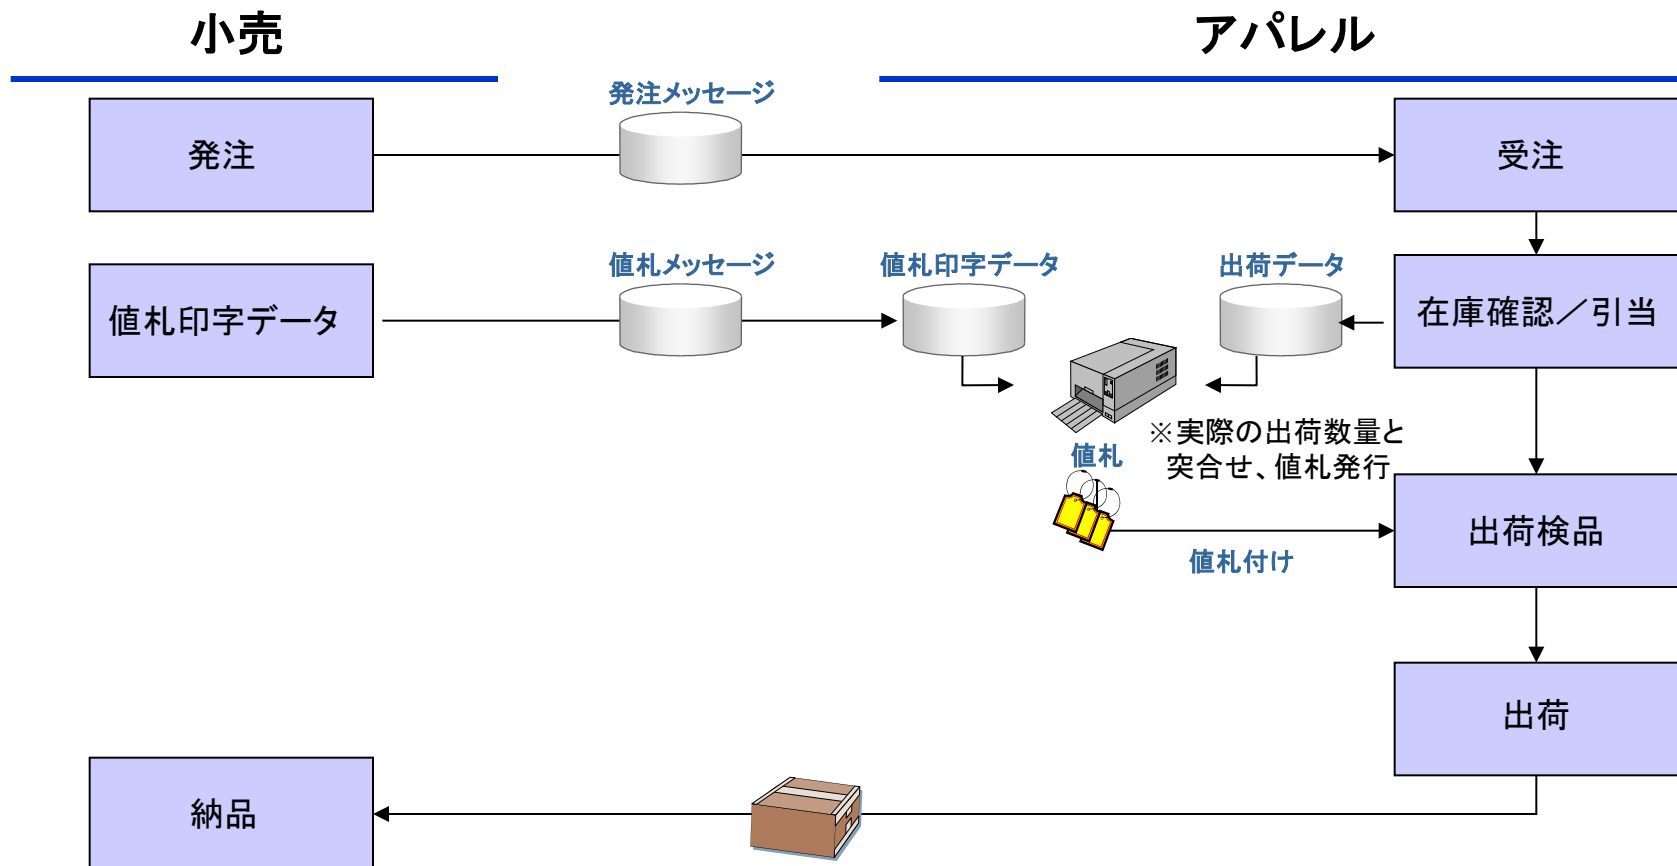 小売
アパレル
発注メッセージ
発注
受注
値札メッセージ
値札印字データ
出荷データ
値札印字データ
在庫確認／引当
※実際の出荷数量と
突合せ、値札発行
値札
出荷検品
値札付け
出荷
納品